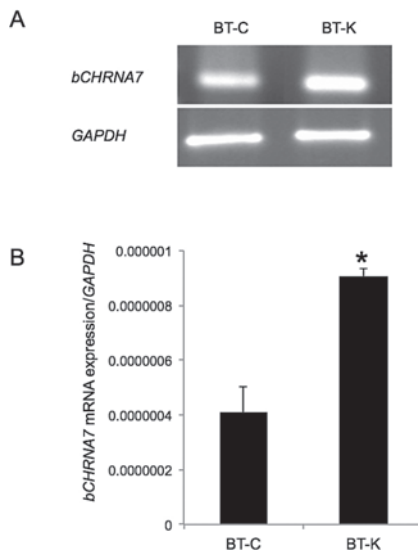 A
BT-C BT-K
bCHRNA7
GAPDH
B
bCHRNA7 mRNA expression/GAPDH
0.000001
*
0.0000008
0.0000006
0.0000004
0.0000002
0
BT-C BT-K